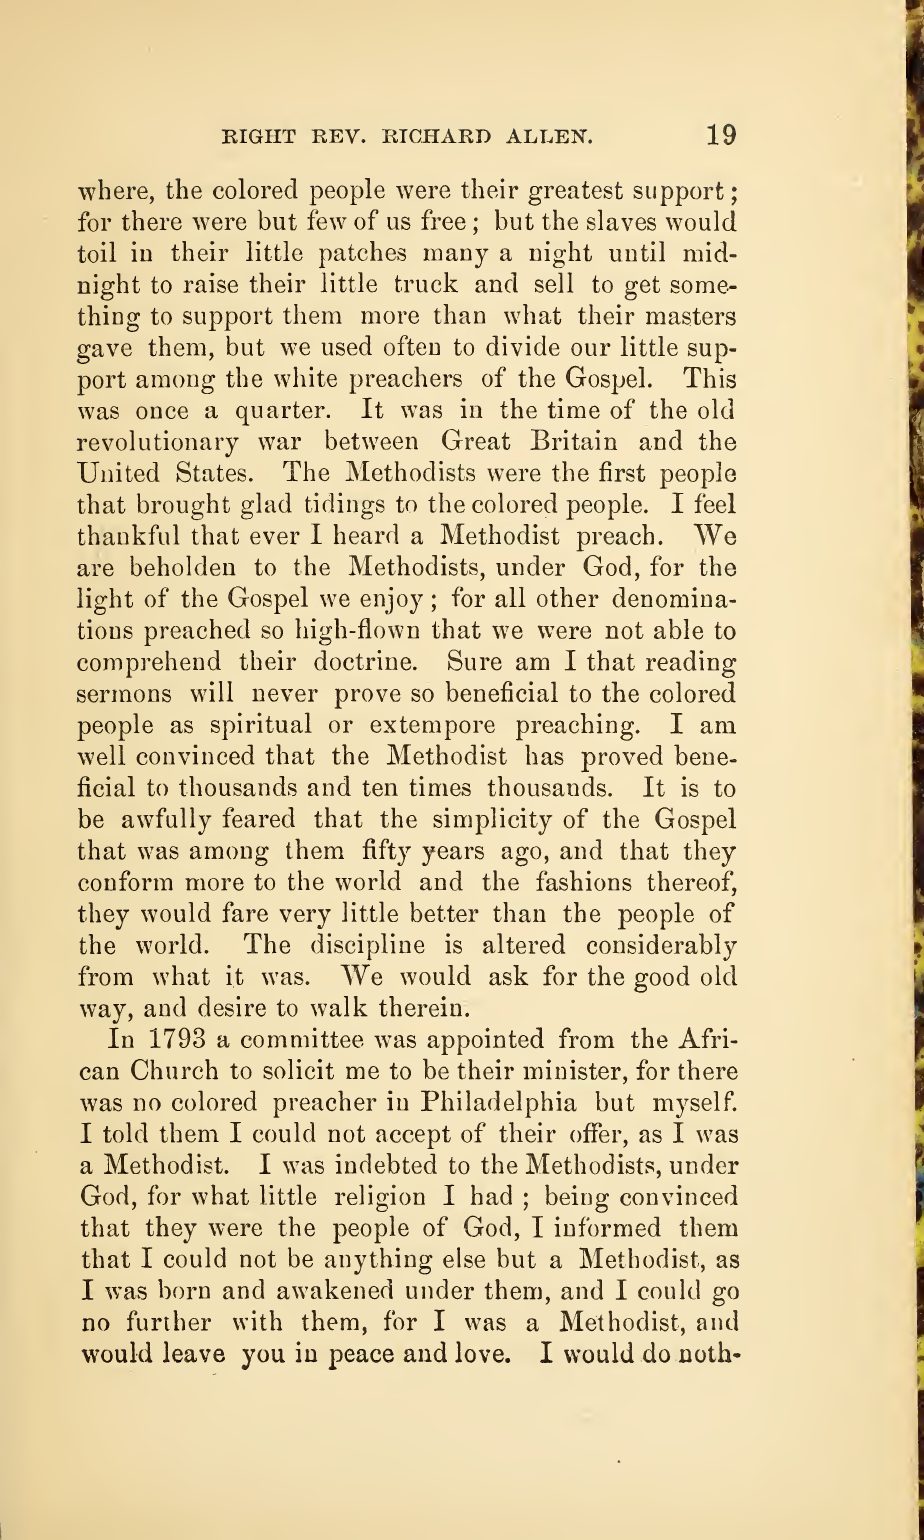 RIGHT REV. RICHARD ALLEN. 19
where, the colored people were their greatest support;
for there were but few of us free; but the slaves would
toil in their little patches many a night until mid-
night to raise their little truck and sell to get some-
thing to support them more than what their masters
gave them, but we used often to divide our little sup-
port among the white preachers of the Gospel. This
was once a quarter. It was in the time of the old
revolutionary war between Great Britain and the
United States. The Methodists were the first people
that brought glad tidings to the colored people. I feel
thankful that ever I heard a Methodist preach. We
are beholden to the Methodists, under God, for the
light of the Gospel we enjoy; for all other denomina-
tions preached so high-flown that we were not able to
comprehend their doctrine. Sure am I that reading
sermons will never prove so beneficial to the colored
people as spiritual or extempore preaching. I am
well convinced that the Methodist has proved bene-
ficial to thousands and ten times thousands. It is to
be awfully feared that the simplicity of the Gospel
that was among them fifty years ago, and that they
conform more to the world and the fashions thereof,
they would fare very little better than the people of
the world. The discipline is altered considerably
from what it was. We would ask for the good old
way, and desire to walk therein.
In 1793 a committee was appointed from the Afri-
can Church to solicit me to be their minister, for there
was no colored preacher in Philadelphia but myself.
I told them I could not accept of their offer, as I was
a Methodist. I was indebted to the Methodists, under
God, for what little religion I had; being convinced
that they were the people of God, I informed them
that I could not be anything else but a Methodist, as
I was born and awakened under them, and I could go
no further with them, for I was a Methodist, and
would leave you in peace and love. I would do noth-